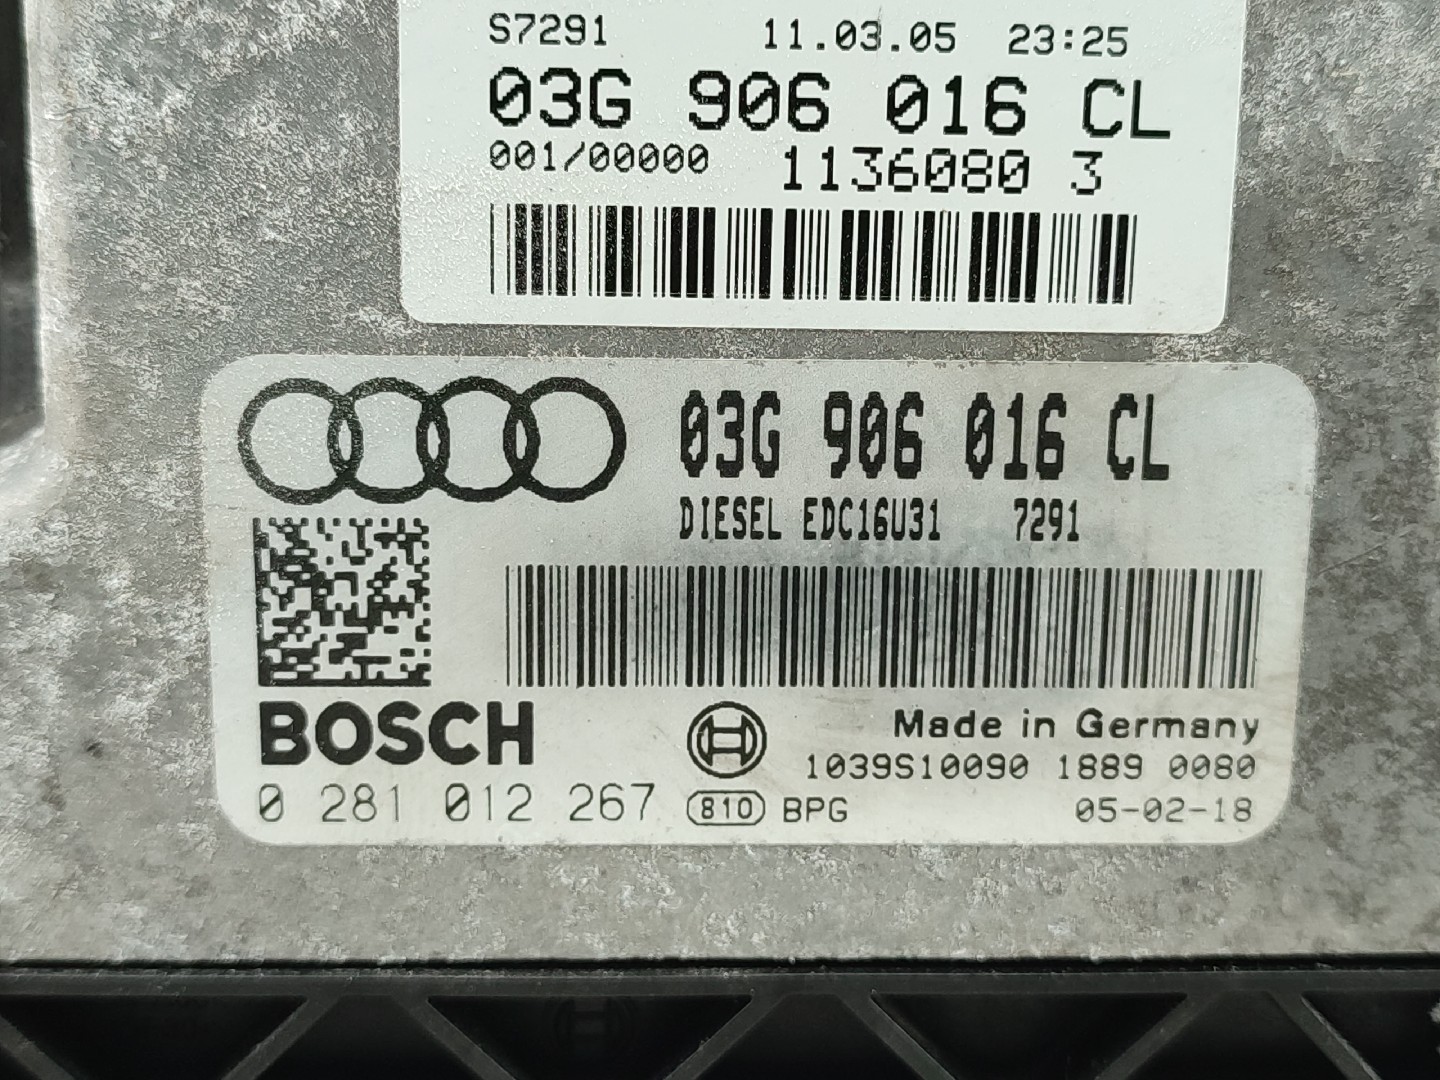 S7291 11.03.05 23:25
03G 906 016 CL
001/00000 1136080 3
03G 906 016 CL
DIESEL EDC16U31 7291
BOSCH
Made in Germany
1039S10090 1889 0080
0 281 012 267 810 BPG 05-02-18